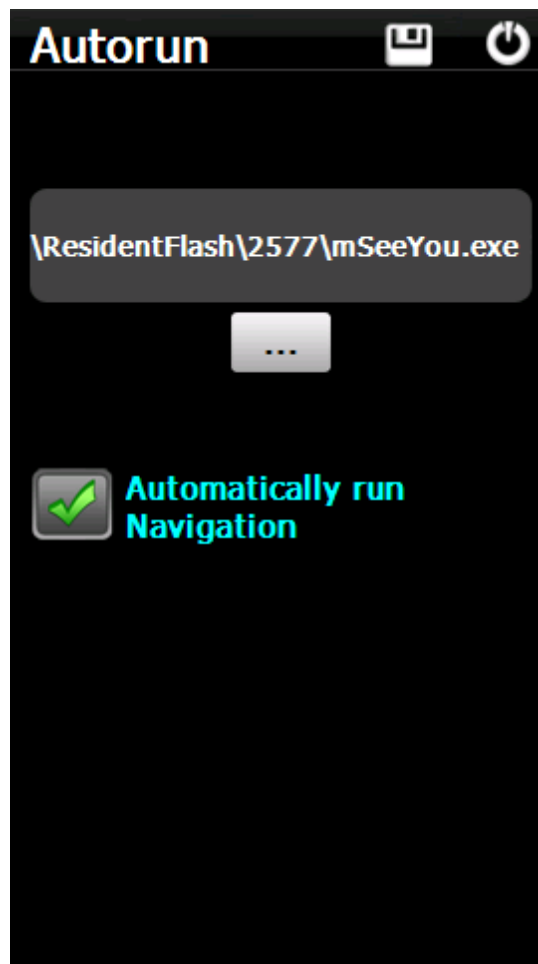 Autorun
\ResidentFlash\2577\mSeeYou.exe
...
Automatically run
Navigation